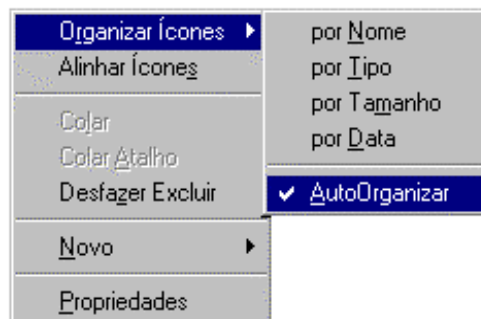 Organizar Ícones
Alinhar Ícones
Colar
Colar Atalho
Desfazer Excluir
Novo
Propriedades
por Nome
por Tipo
por Tamanho
por Data
AutoOrganizar